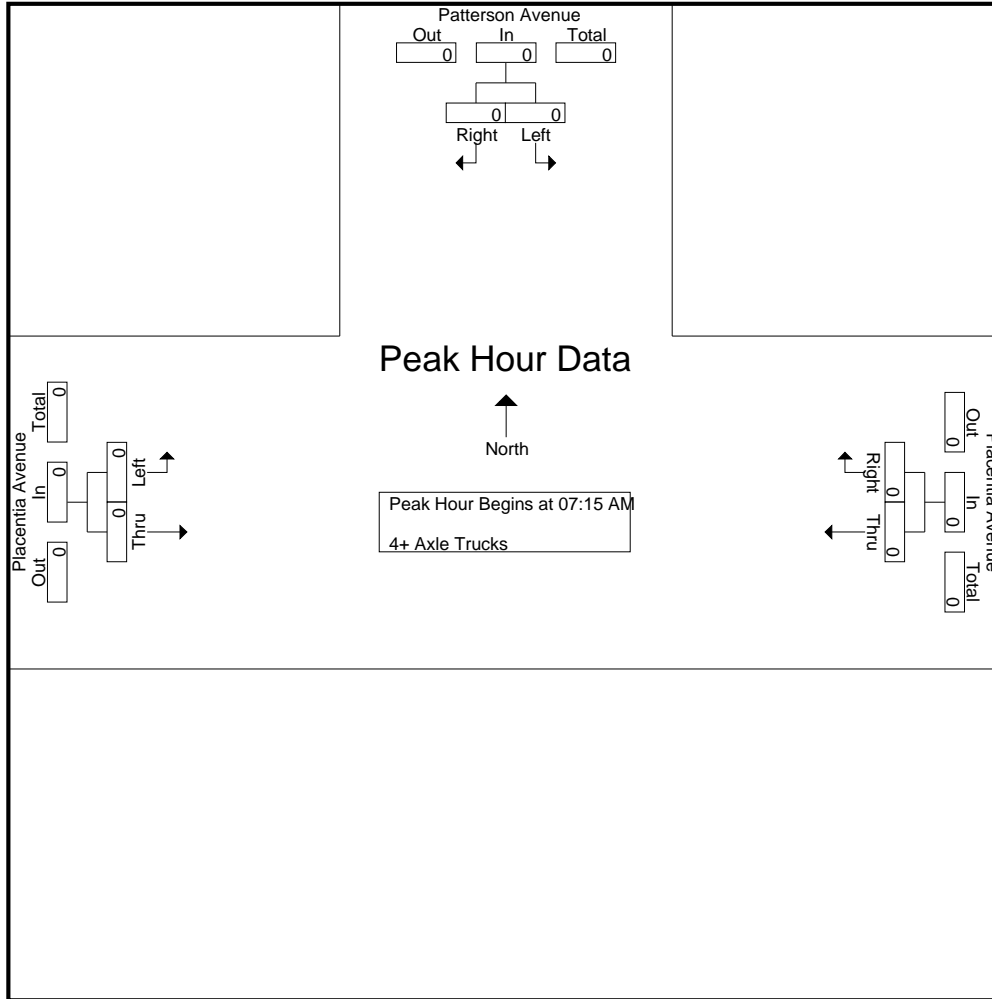 Patterson Avenue
Out In Total
0 0 0
0 0
Right Left
Peak Hour Data
North
Peak Hour Begins at 07:15 AM
4+ Axle Trucks
Placentia Avenue
Out In Total
0 0 0
0 0
Left Thru
Placentia Avenue
Out In Total
0 0 0
0 0
Right Thru